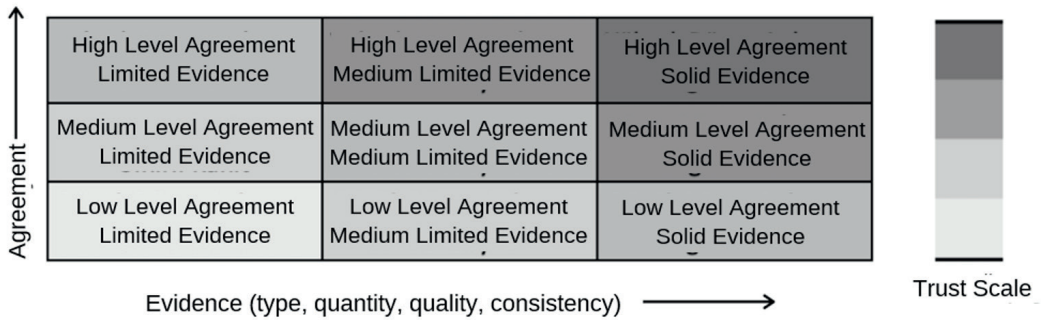 High Level Agreement
Limited Evidence
High Level Agreement
Medium Limited Evidence
High Level Agreement
Solid Evidence
Medium Level Agreement
Limited Evidence
Medium Level Agreement
Medium Limited Evidence
Medium Level Agreement
Solid Evidence
Low Level Agreement
Limited Evidence
Low Level Agreement
Medium Limited Evidence
Low Level Agreement
Solid Evidence
Agreement
Evidence (type, quantity, quality, consistency)
Trust Scale